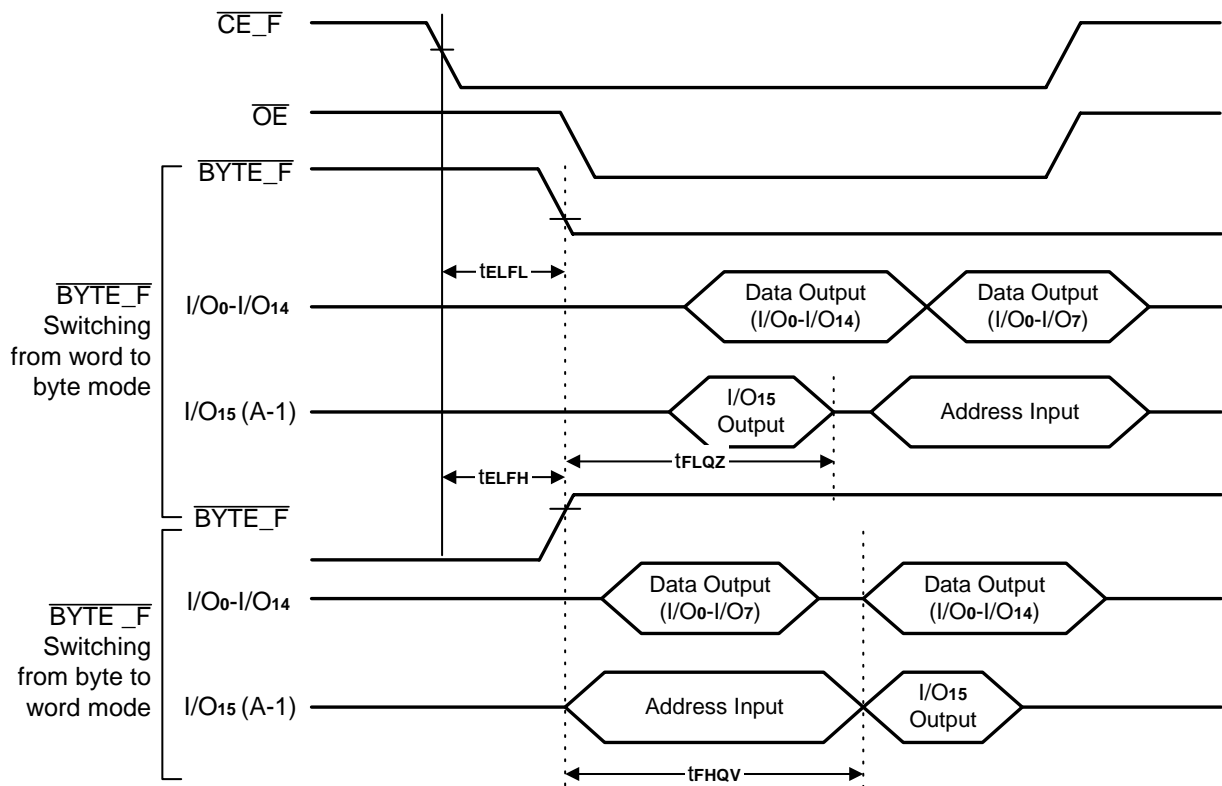 CE_F
OE
BYTE_F
tELFL
BYTE_F
Switching
from word to
byte mode
I/O0-I/O14
Data Output
(I/O0-I/O14)
Data Output
(I/O0-I/O7)
I/O15 (A-1)
I/O15
Output
Address Input
tELFH
tFLQZ
BYTE_F
BYTE _F
Switching
from byte to
word mode
I/O0-I/O14
Data Output
(I/O0-I/O7)
Data Output
(I/O0-I/O14)
I/O15 (A-1)
Address Input
I/O15
Output
tFHQV